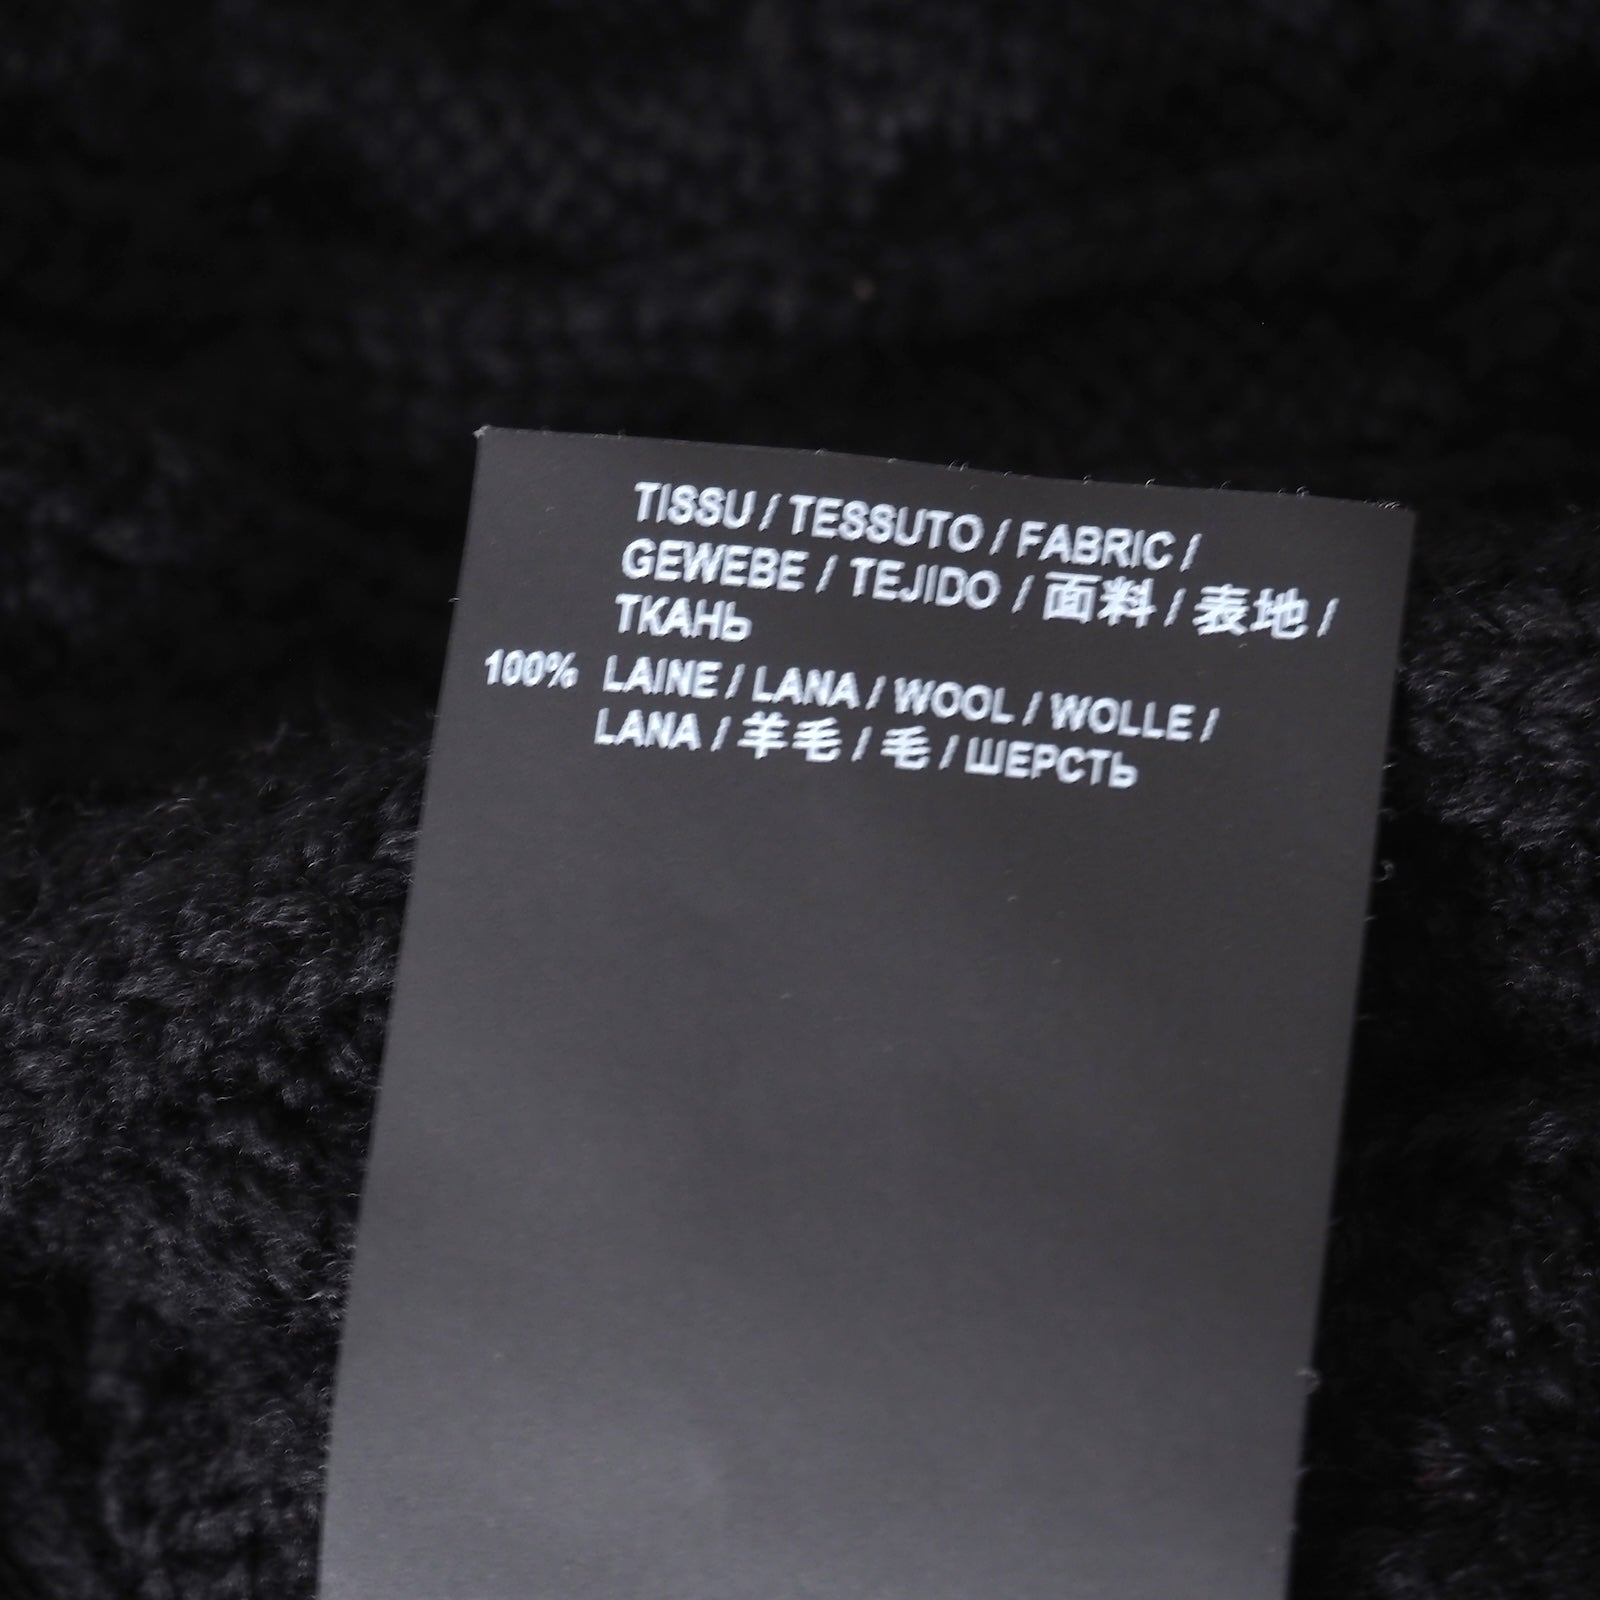 TISSU / TESSUTO / FABRIC /
GEWEBE / TEJIDO / 面料 / 表地 /
ТКАНЬ
100% LAINE / LANA / WOOL / WOLLE /
LANA / 羊毛 / 毛 / ШЕРСТЬ